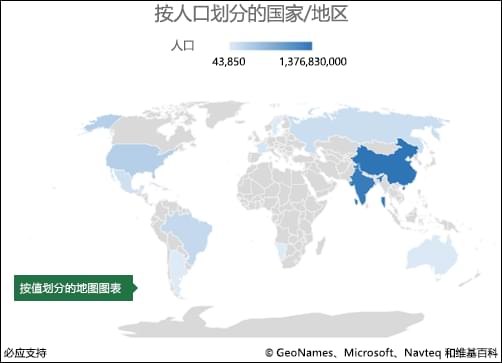 按人口划分的国家/地区
人口
43,850 1,376,830,000
按值划分的地图图表
必应支持 © GeoNames、Microsoft、Navteq 和维基百科